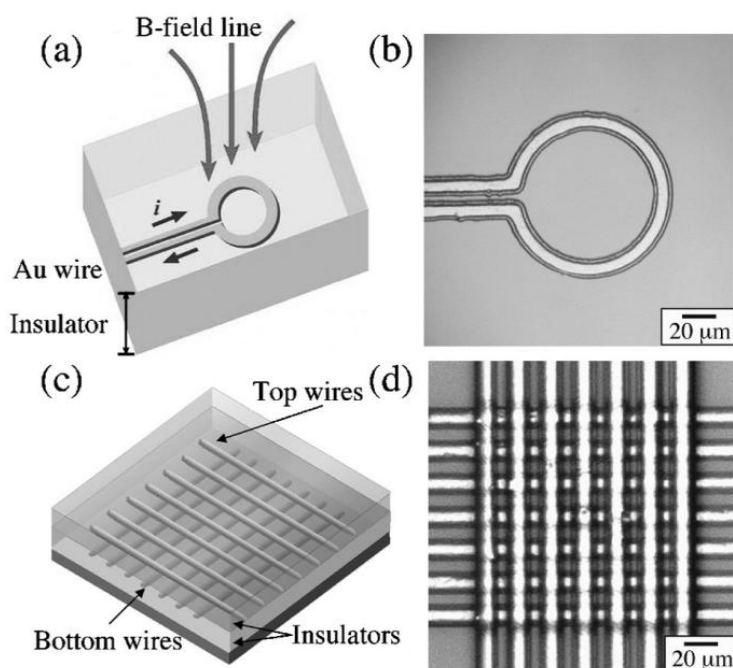 (a)
B-field line
i
Au wire
Insulator
(b)
20 μm
(c)
Top wires
Bottom wires
Insulators
(d)
20 μm